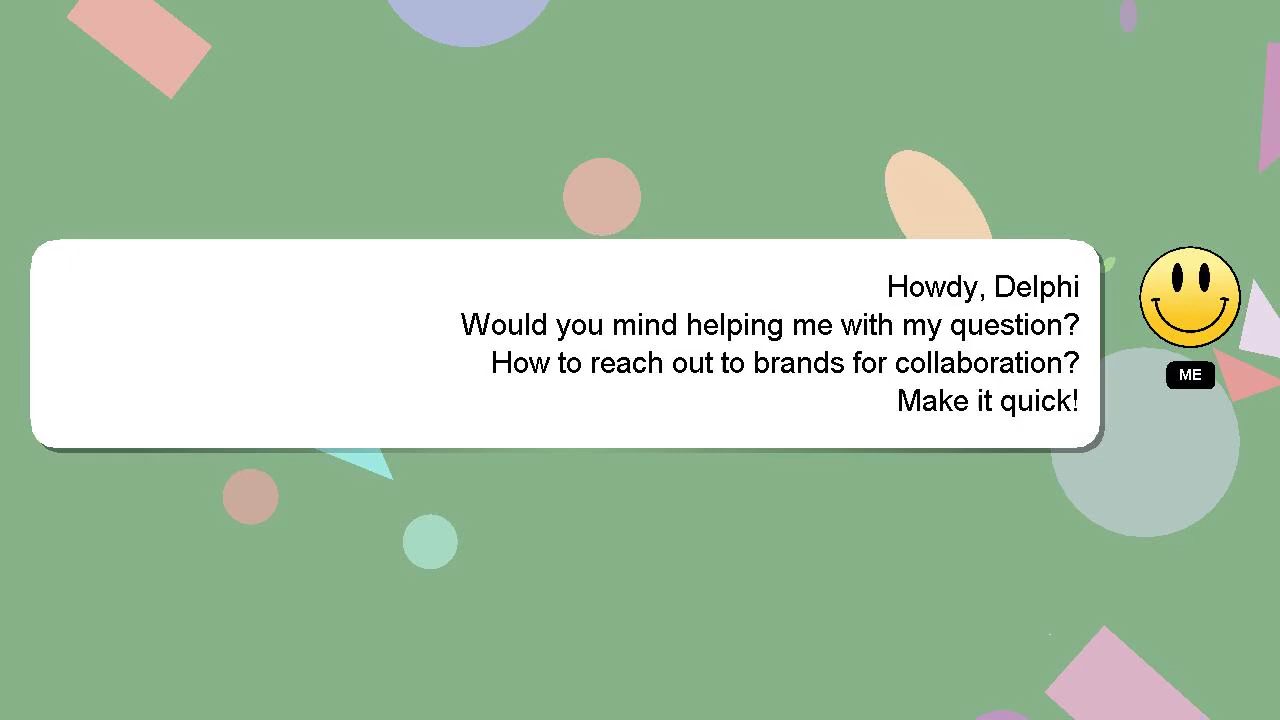 Howdy, Delphi
Would you mind helping me with my question?
How to reach out to brands for collaboration?
Make it quick!
ME